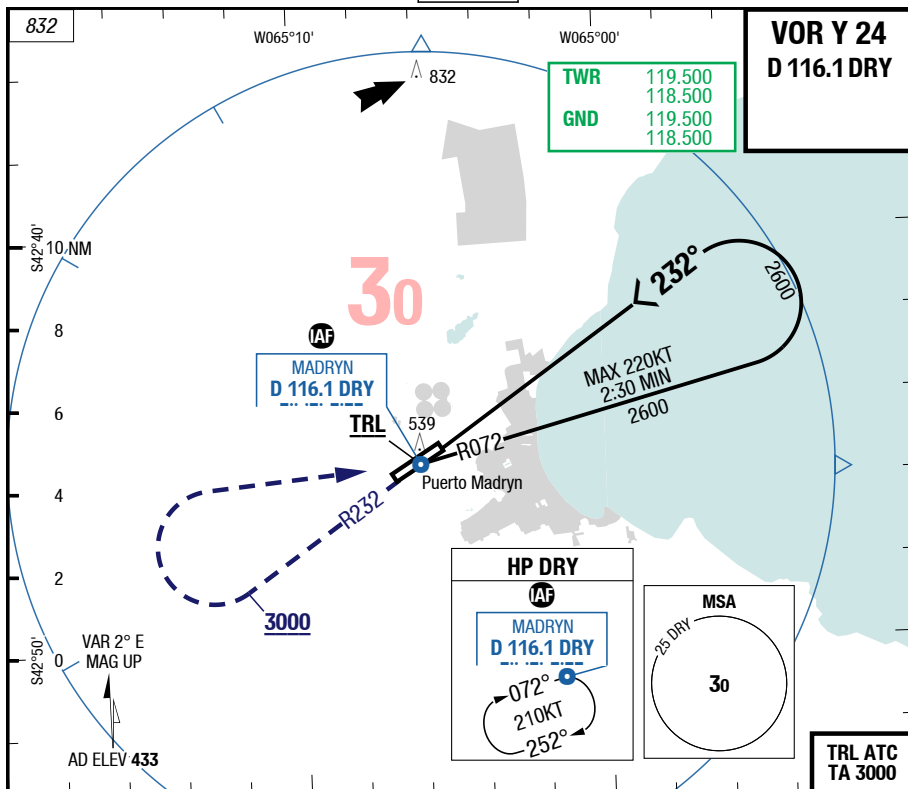 832
W065°10'
W065°00'
VOR Y 24
D 116.1 DRY
832
TWR 119.500
118.500
GND 119.500
118.500
S42°40'
10 NM
30
232°
2600
8
IAF
MADRYN
D 116.1 DRY
MAX 220KT
2:30 MIN
2600
6
TRL
539
R072
Puerto Madryn
4
R232
2
3000
HP DRY
IAF
MADRYN
D 116.1 DRY
072°
210KT
252°
MSA
25 DRY
30
VAR 2° E
MAG UP
S42°50'
0
AD ELEV 433
TRL ATC
TA 3000